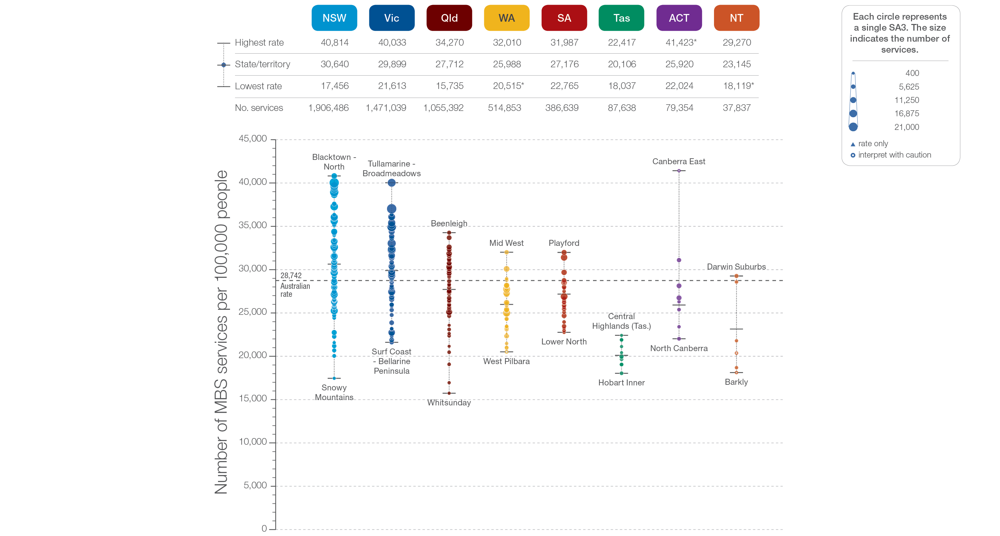 NSW Vic Qld WA SA Tas ACT NT
Highest rate 40,814 40,033 34,270 32,010 31,987 22,417 41,423* 29,270
State/territory 30,640 29,899 27,712 25,988 27,176 20,106 25,920 23,145
Lowest rate 17,456 21,613 15,735 20,515* 22,765 18,037 22,024 18,119*
No. services 1,906,486 1,471,039 1,055,392 514,853 386,639 87,638 79,354 37,837
Each circle represents
a single SA3. The size
indicates the number of
services.
400
5,625
11,250
16,875
21,000
rate only
interpret with caution
Number of MBS services per 100,000 people
45,000
40,000
35,000
30,000
25,000
20,000
15,000
10,000
5,000
0
28,742
Australian
rate
Blacktown -
North
Snowy
Mountains
Tullamarine -
Broadmeadows
Surf Coast
- Bellarine
Peninsula
Beenleigh
Whitsunday
Mid West
West Pilbara
Playford
Lower North
Central
Highlands (Tas.)
Hobart Inner
Canberra East
North Canberra
Darwin Suburbs
Barkly